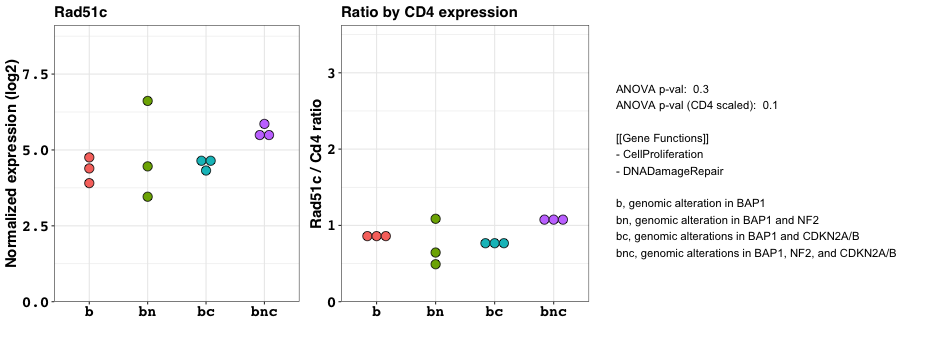 Rad51c
Normalized expression (log2)
7.5
5.0
2.5
0.0
b bn bc bnc
Ratio by CD4 expression
Rad51c / Cd4 ratio
3
2
1
0
b bn bc bnc
ANOVA p-val: 0.3
ANOVA p-val (CD4 scaled): 0.1
[[Gene Functions]]
- CellProliferation
- DNADamageRepair
b, genomic alteration in BAP1
bn, genomic alteration in BAP1 and NF2
bc, genomic alterations in BAP1 and CDKN2A/B
bnc, genomic alterations in BAP1, NF2, and CDKN2A/B